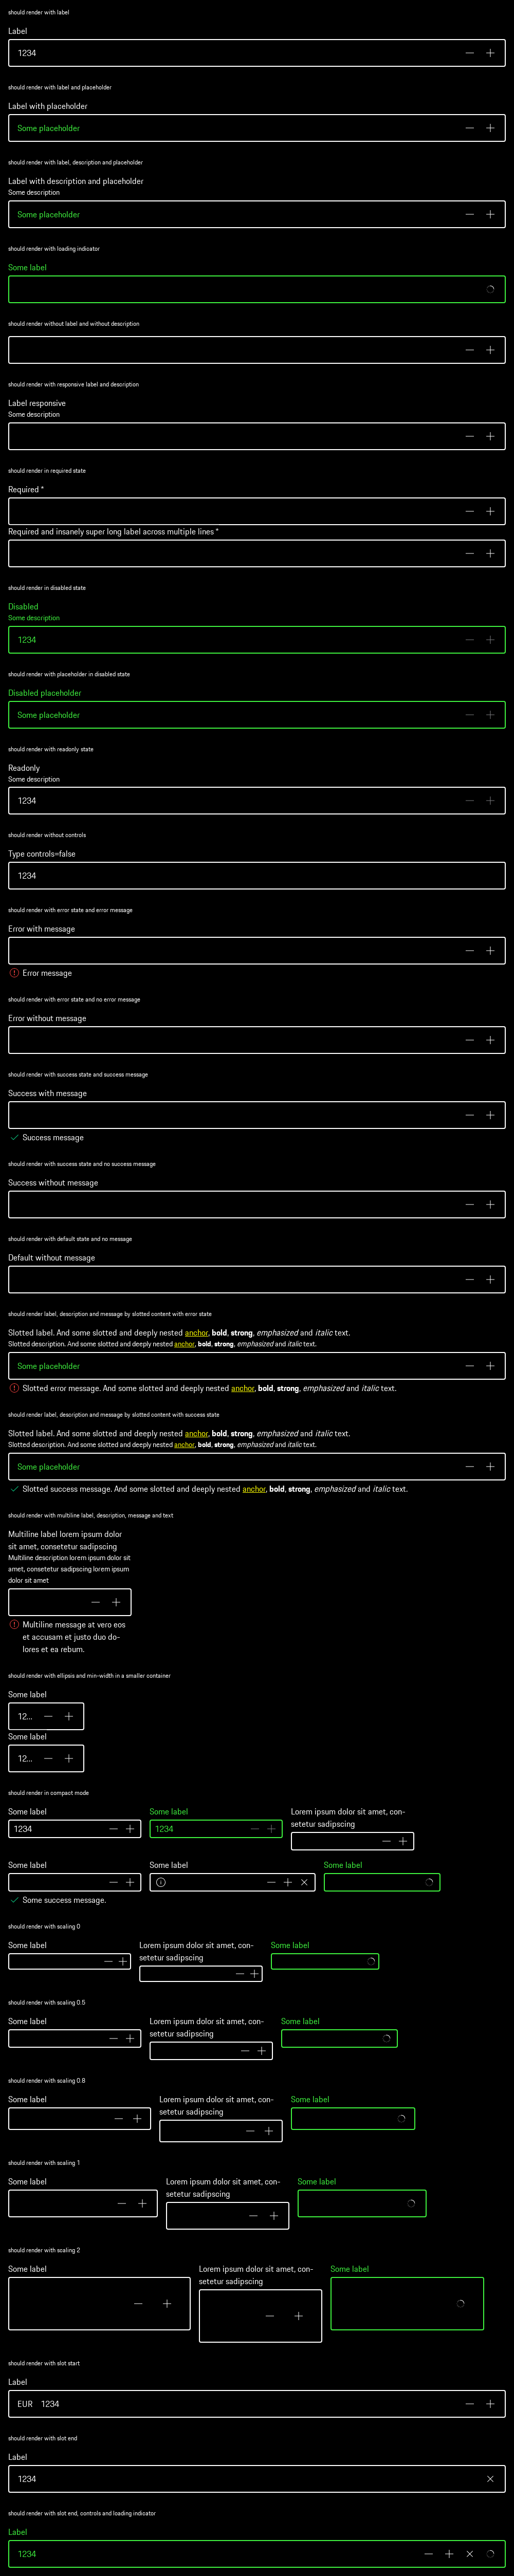 should render with label
Label
1234
should render with label and placeholder
Label with placeholder
Some placeholder
should render with label, description and placeholder
Label with description and placeholder
Some description
Some placeholder
should render with loading indicator
Some label
should render without label and without description
should render with responsive label and description
Label responsive
Some description
should render in required state
Required *
Required and insanely super long label across multiple lines *
should render in disabled state
Disabled
Some description
1234
should render with placeholder in disabled state
Disabled placeholder
Some placeholder
should render with readonly state
Readonly
Some description
1234
should render without controls
Type controls=false
1234
should render with error state and error message
Error with message
Error message
should render with error state and no error message
Error without message
should render with success state and success message
Success with message
Success message
should render with success state and no success message
Success without message
should render with default state and no message
Default without message
should render label, description and message by slotted content with error state
Slotted label. And some slotted and deeply nested anchor, bold, strong, emphasized and italic text.
Slotted description. And some slotted and deeply nested anchor, bold, strong, emphasized and italic text.
Some placeholder
Slotted error message. And some slotted and deeply nested anchor, bold, strong, emphasized and italic text.
should render label, description and message by slotted content with success state
Slotted label. And some slotted and deeply nested anchor, bold, strong, emphasized and italic text.
Slotted description. And some slotted and deeply nested anchor, bold, strong, emphasized and italic text.
Some placeholder
Slotted success message. And some slotted and deeply nested anchor, bold, strong, emphasized and italic text.
should render with multiline label, description, message and text
Multiline label lorem ipsum dolor
sit amet, consetetur sadipscing
Multiline description lorem ipsum dolor sit
amet, consetetur sadipscing lorem ipsum
dolor sit amet
Multiline message at vero eos
et accusam et justo duo do-
lores et ea rebum.
should render with ellipsis and min-width in a smaller container
Some label
12...
Some label
12...
should render in compact mode
Some label
1234
Some label
1234
Lorem ipsum dolor sit amet, con-
setetur sadipscing
Some label
Some success message.
Some label
Some label
should render with scaling 0
Some label
Lorem ipsum dolor sit amet, con-
setetur sadipscing
Some label
should render with scaling 0.5
Some label
Lorem ipsum dolor sit amet, con-
setetur sadipscing
Some label
should render with scaling 0.8
Some label
Lorem ipsum dolor sit amet, con-
setetur sadipscing
Some label
should render with scaling 1
Some label
Lorem ipsum dolor sit amet, con-
setetur sadipscing
Some label
should render with scaling 2
Some label
Lorem ipsum dolor sit amet, con-
setetur sadipscing
Some label
should render with slot start
Label
EUR 1234
should render with slot end
Label
1234
should render with slot end, controls and loading indicator
Label
1234